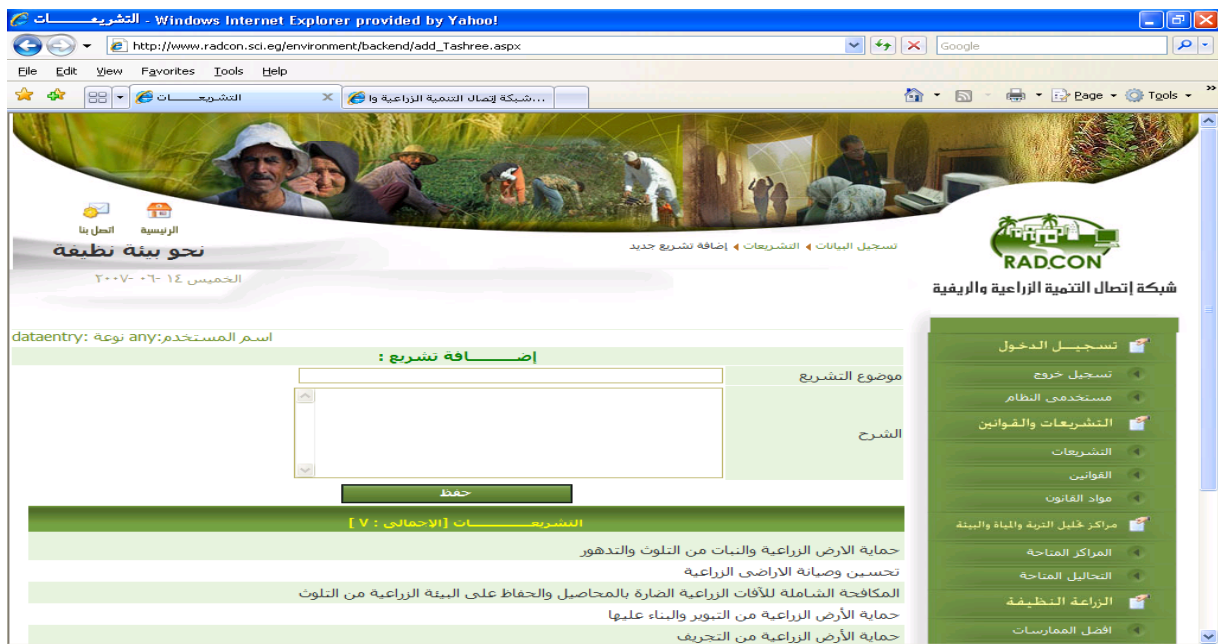 التشريعـــــــــات - Windows Internet Explorer provided by Yahoo!
http://www.radcon.sci.eg/environment/backend/add_Tashree.aspx
Google
File Edit View Favorites Tools Help
التشريعـــــــات
شبكة إتصال التنمية الزراعية وا...
Page
Tools
الرئيسية
اتصل بنا
نحو بيئة نظيفة
الخميس ١٤ -٠٦ -٢٠٠٧
تسجيل البيانات
التشريعات
إضافة تشريع جديد
RADCON
شبكة إتصال التنمية الزراعية والريفية
اسم المستخدم:any نوعة :dataentry
إضـــــــــافة تشريع :
موضوع التشريع
الشرح
حفظ
التشريعـــــــــــات [الإجمالى : ٧ ]
حماية الارض الزراعية والنبات من التلوث والتدهور
تحسين وصيانة الاراضى الزراعية
المكافحة الشاملة للآفات الزراعية الضارة بالمحاصيل والحفاظ على البيئة الزراعية من التلوث
حماية الأرض الزراعية من التبوير والبناء عليها
حماية الأرض الزراعية من التجريف
تسـجيـــل الدخول
تسجيل خروج
مستخدمى النظام
التشريعات والقوانين
التشريعات
القوانين
مواد القانون
مراكز تحليل التربة والمياة والبيئة
المراكز المتاحة
التحاليل المتاحة
الزراعة النظيفة
افضل الممارسات